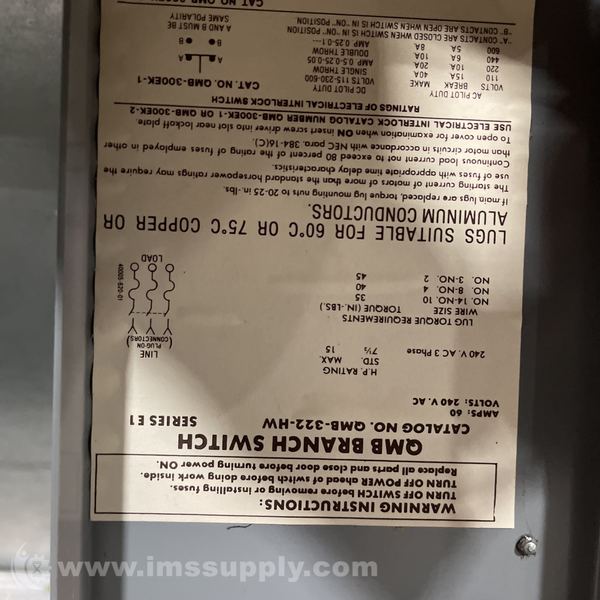 WARNING INSTRUCTIONS:
TURN OFF SWITCH before removing or installing fuses.
TURN OFF POWER ahead of switch before doing work inside.
Replace all parts and close door before turning power ON.
QMB BRANCH SWITCH
CATALOG NO. QMB-322-HW SERIES E1
AMPS: 60
VOLTS: 240 V. AC
H.P. RATING
STD. MAX.
240 V. AC 3 Phase 7½ 15
LINE
(PLUG-ON CONNECTORS)
LOAD
40005-820-01
LUG TORQUE REQUIREMENTS
WIRE SIZE TORQUE (IN.-LBS.)
NO. 14-NO. 10 35
NO. 8-NO. 4 40
NO. 3-NO. 2 45
LUGS SUITABLE FOR 60°C OR 75°C COPPER OR
ALUMINUM CONDUCTORS.
If main lugs are replaced, torque lug mounting nuts to 20-25 in-lbs.
The starting current of motors of more than the standard horsepower ratings may require the
use of fuses with appropriate time delay characteristics.
Continuous load current not to exceed 80 percent of the rating of fuses employed in other
than motor circuits in accordance with NEC para. 384-16(C).
To open cover for examination when ON insert screw driver into slot near lockoff plate.
USE ELECTRICAL INTERLOCK CATALOG NUMBER QMB-300EK-1 OR QMB-300EK-2
RATINGS OF ELECTRICAL INTERLOCK SWITCH
AC PILOT DUTY
VOLTS BREAK MAKE
110 15A 40A
220 10A 20A
440 6A 10A
600 5A 8A
DC PILOT DUTY
VOLTS 115-230-600
SINGLE THROW
AMP 0.5-0.25-0.05
DOUBLE THROW
AMP 0.25-0.1---
CAT. NO. QMB-300EK-1
A A
B B
A AND B MUST BE
SAME POLARITY
"A" CONTACTS ARE CLOSED WHEN SWITCH IS IN "ON" POSITION
"B" CONTACTS ARE OPEN WHEN SWITCH IS IN "ON" POSITION
www.imssupply.com